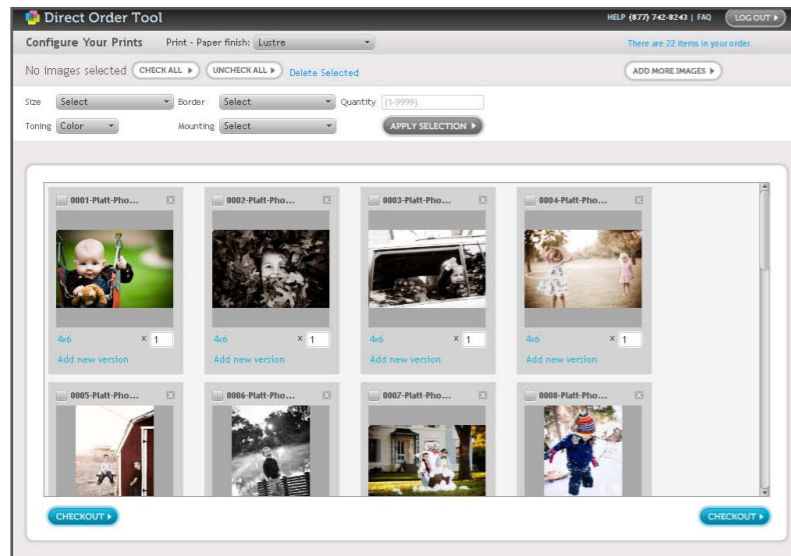 Direct Order Tool
HELP (877) 742-8243 | FAQ LOG OUT
Configure Your Prints Print - Paper finish: Lustre There are 22 items in your order.
No images selected CHECK ALL UNCHECK ALL Delete Selected ADD MORE IMAGES
Size Select Border Select Quantity (1-9999)
Toning Color Mounting Select APPLY SELECTION
0001-Platt-Pho... 0002-Platt-Pho... 0003-Platt-Pho... 0004-Platt-Pho...
4x6 x 1 4x6 x 1 4x6 x 1 4x6 x 1
Add new version Add new version Add new version Add new version
0005-Platt-Pho... 0006-Platt-Pho... 0007-Platt-Pho... 0008-Platt-Pho...
CHECKOUT CHECKOUT